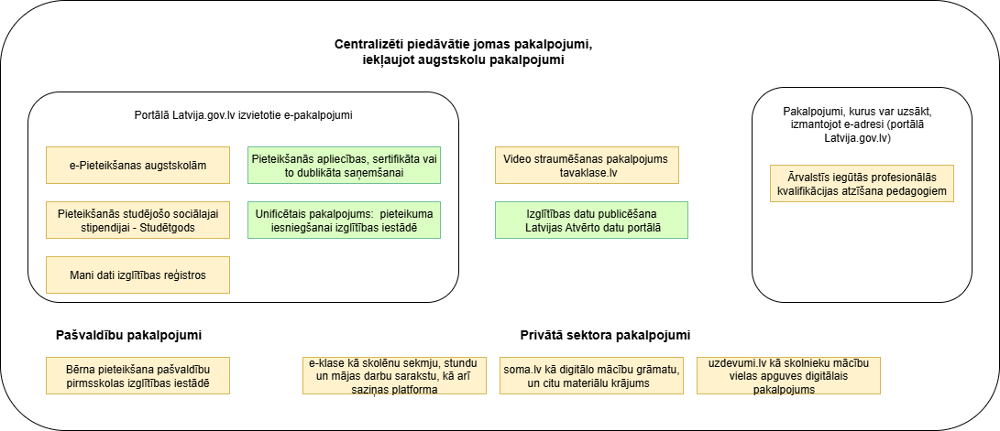 Centralizēti piedāvātie jomas pakalpojumi,
iekļaujot augstskolu pakalpojumi
Portālā Latvija.gov.lv izvietotie e-pakalpojumi
e-Pieteikšanas augstskolām
Pieteikšanās apliecības, sertifikāta vai
to dublikāta saņemšanai
Pieteikšanās studējošo sociālajai
stipendijai - Studētgods
Unificētais pakalpojums:  pieteikuma
iesniegšanai izglītības iestādē
Mani dati izglītības reģistros
Video straumēšanas pakalpojums
tavaklase.lv
Izglītības datu publicēšana
Latvijas Atvērto datu portālā
Pakalpojumi, kurus var uzsākt,
izmantojot e-adresi (portālā
Latvija.gov.lv)
Ārvalstīs iegūtās profesionālās
kvalifikācijas atzīšana pedagogiem
Pašvaldību pakalpojumi
Bērna pieteikšana pašvaldību
pirmsskolas izglītības iestādē
Privātā sektora pakalpojumi
e-klase kā skolēnu sekmju, stundu
un mājas darbu sarakstu, kā arī
saziņas platforma
soma.lv kā digitālo mācību grāmatu,
un citu materiālu krājums
uzdevumi.lv kā skolnieku mācību
vielas apguves digitālais
pakalpojums